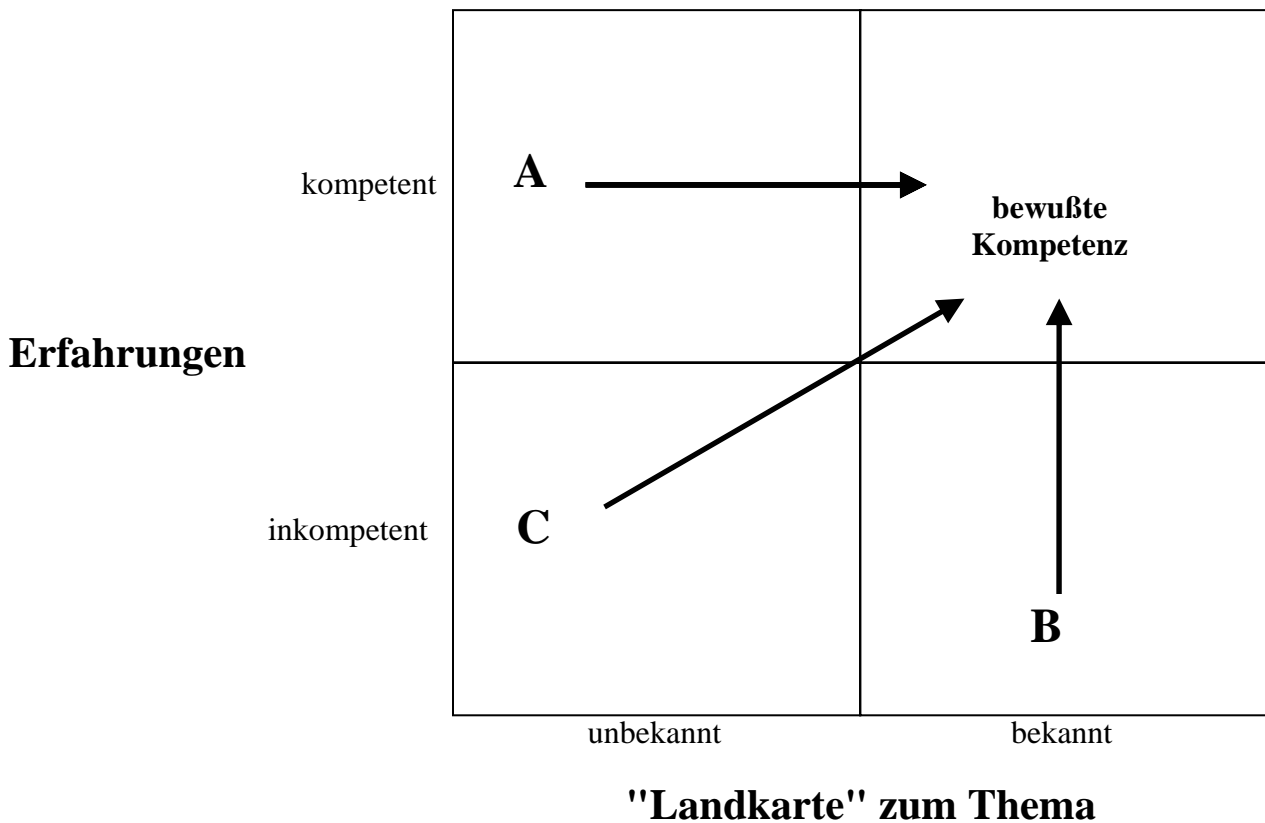 kompetent
A
bewußte
Kompetenz
Erfahrungen
inkompetent
C
B
unbekannt
bekannt
"Landkarte" zum Thema